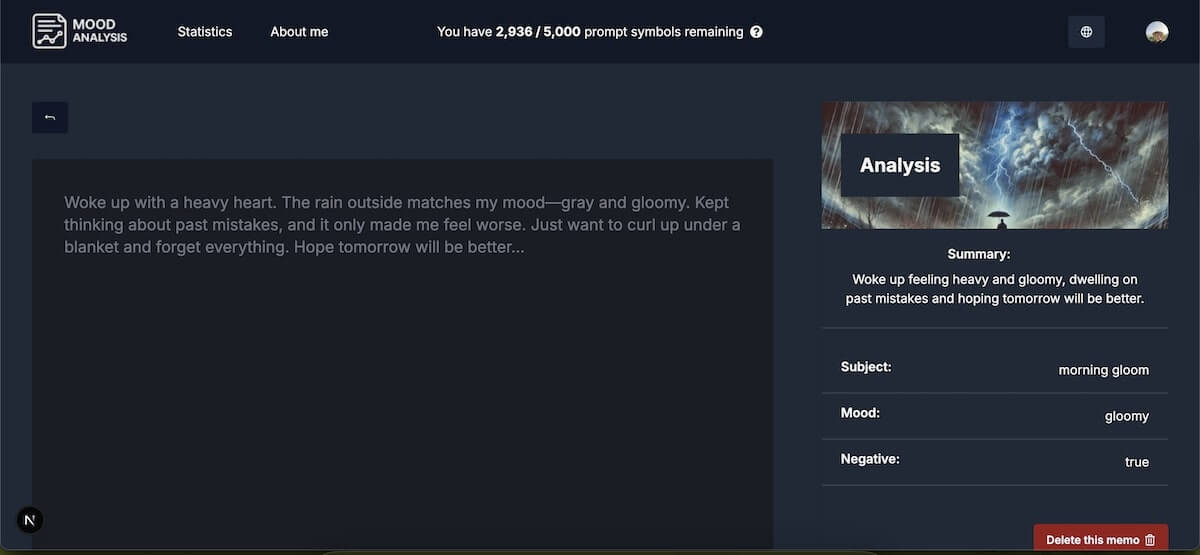 MOOD
ANALYSIS
Statistics
About me
You have 2,936 / 5,000 prompt symbols remaining ?
Woke up with a heavy heart. The rain outside matches my mood—gray and gloomy. Kept
thinking about past mistakes, and it only made me feel worse. Just want to curl up under a
blanket and forget everything. Hope tomorrow will be better...
Analysis
Summary:
Woke up feeling heavy and gloomy, dwelling on
past mistakes and hoping tomorrow will be better.
Subject: morning gloom
Mood: gloomy
Negative: true
N
Delete this memo